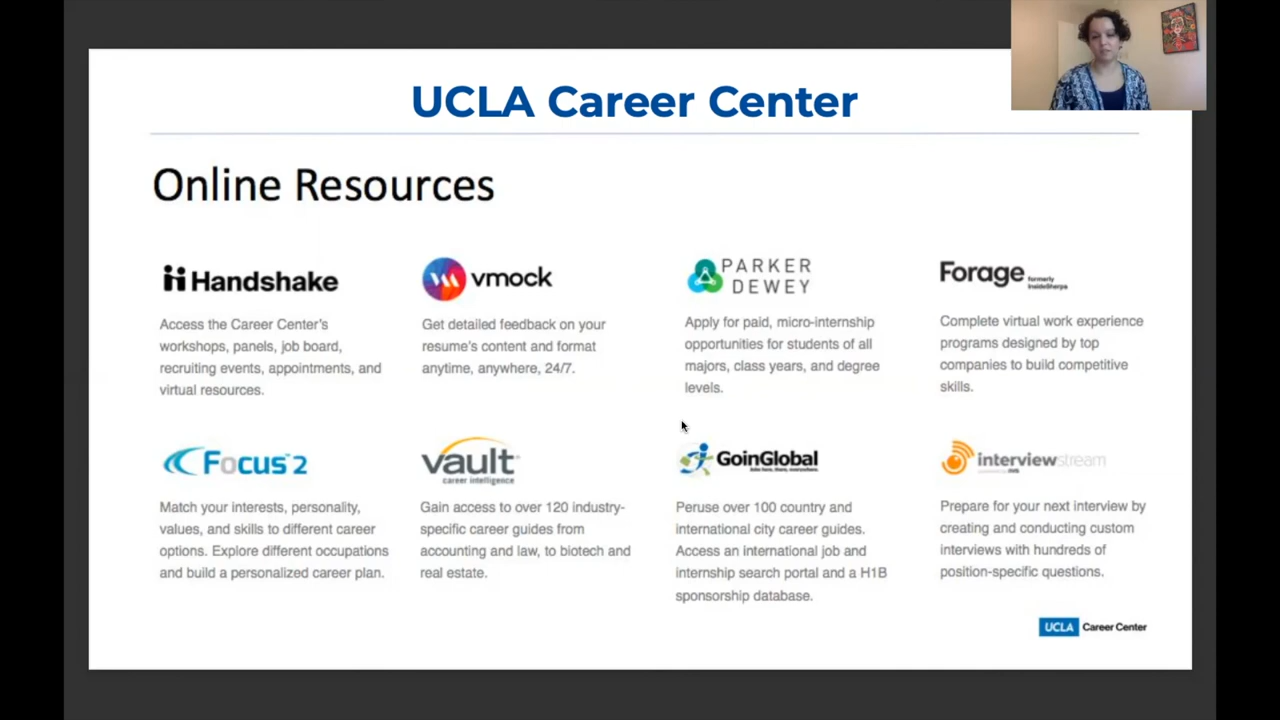 UCLA Career Center
Online Resources
Handshake
Access the Career Center's
workshops, panels, job board,
recruiting events, appointments, and
virtual resources.
vmock
Get detailed feedback on your
resume's content and format
anytime, anywhere, 24/7.
PARKER
DEWEY
Apply for paid, micro-internship
opportunities for students of all
majors, class years, and degree
levels.
Forage formerly
InsideSherpa
Complete virtual work experience
programs designed by top
companies to build competitive
skills.
Focus 2
Match your interests, personality,
values, and skills to different career
options. Explore different occupations
and build a personalized career plan.
vault
career intelligence
Gain access to over 120 industry-
specific career guides from
accounting and law, to biotech and
real estate.
GoinGlobal
Jobs here, there, everywhere.
Peruse over 100 country and
international city career guides.
Access an international job and
internship search portal and a H1B
sponsorship database.
interviewstream
Prepare for your next interview by
creating and conducting custom
interviews with hundreds of
position-specific questions.
UCLA Career Center